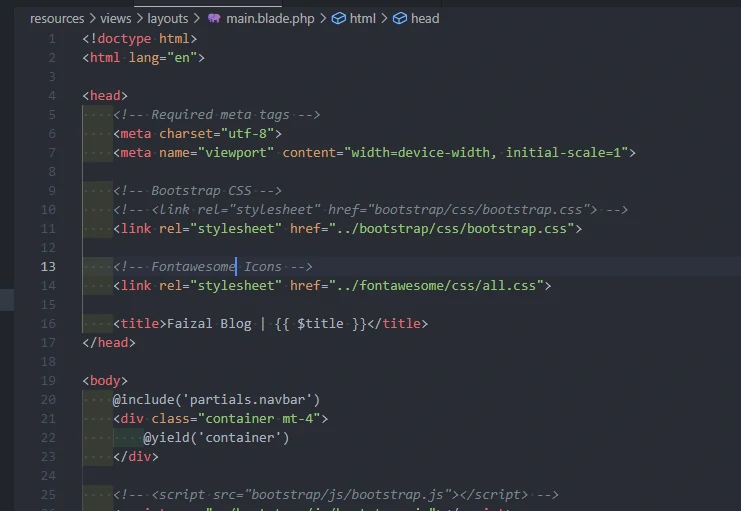 resources > views > layouts > main.blade.php > html > head
1 <!doctype html>
2 <html lang="en">
3
4 <head>
5 <!-- Required meta tags -->
6 <meta charset="utf-8">
7 <meta name="viewport" content="width=device-width, initial-scale=1">
8
9 <!-- Bootstrap CSS -->
10 <!-- <link rel="stylesheet" href="bootstrap/css/bootstrap.css"> -->
11 <link rel="stylesheet" href="../bootstrap/css/bootstrap.css">
12
13 <!-- Fontawesome Icons -->
14 <link rel="stylesheet" href="../fontawesome/css/all.css">
15
16 <title>Faizal Blog | {{ $title }}</title>
17 </head>
18
19 <body>
20 @include('partials.navbar')
21 <div class="container mt-4">
22 @yield('container')
23 </div>
24
25 <!-- <script src="bootstrap/js/bootstrap.js"></script> -->